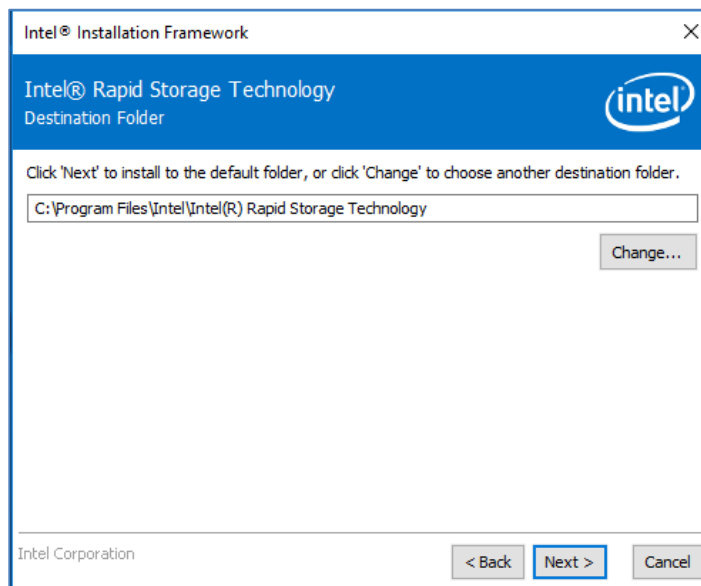 Intel® Installation Framework
Intel® Rapid Storage Technology
Destination Folder
intel
Click 'Next' to install to the default folder, or click 'Change' to choose another destination folder.
C:\Program Files\Intel\Intel(R) Rapid Storage Technology
Change...
Intel Corporation
< Back
Next >
Cancel